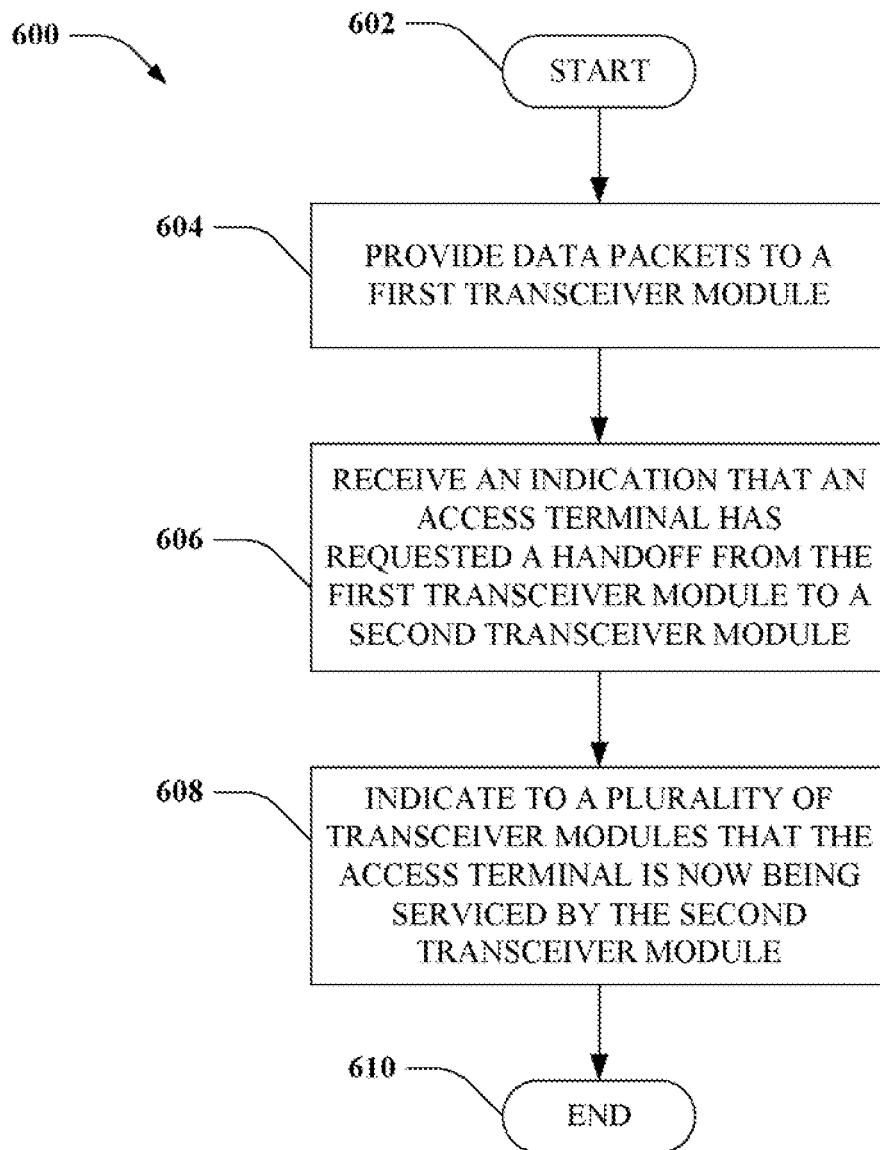 600
602
START
604
PROVIDE DATA PACKETS TO A
FIRST TRANSCEIVER MODULE
606
RECEIVE AN INDICATION THAT AN
ACCESS TERMINAL HAS
REQUESTED A HANDOFF FROM THE
FIRST TRANSCEIVER MODULE TO A
SECOND TRANSCEIVER MODULE
608
INDICATE TO A PLURALITY OF
TRANSCEIVER MODULES THAT THE
ACCESS TERMINAL IS NOW BEING
SERVICED BY THE SECOND
TRANSCEIVER MODULE
610
END